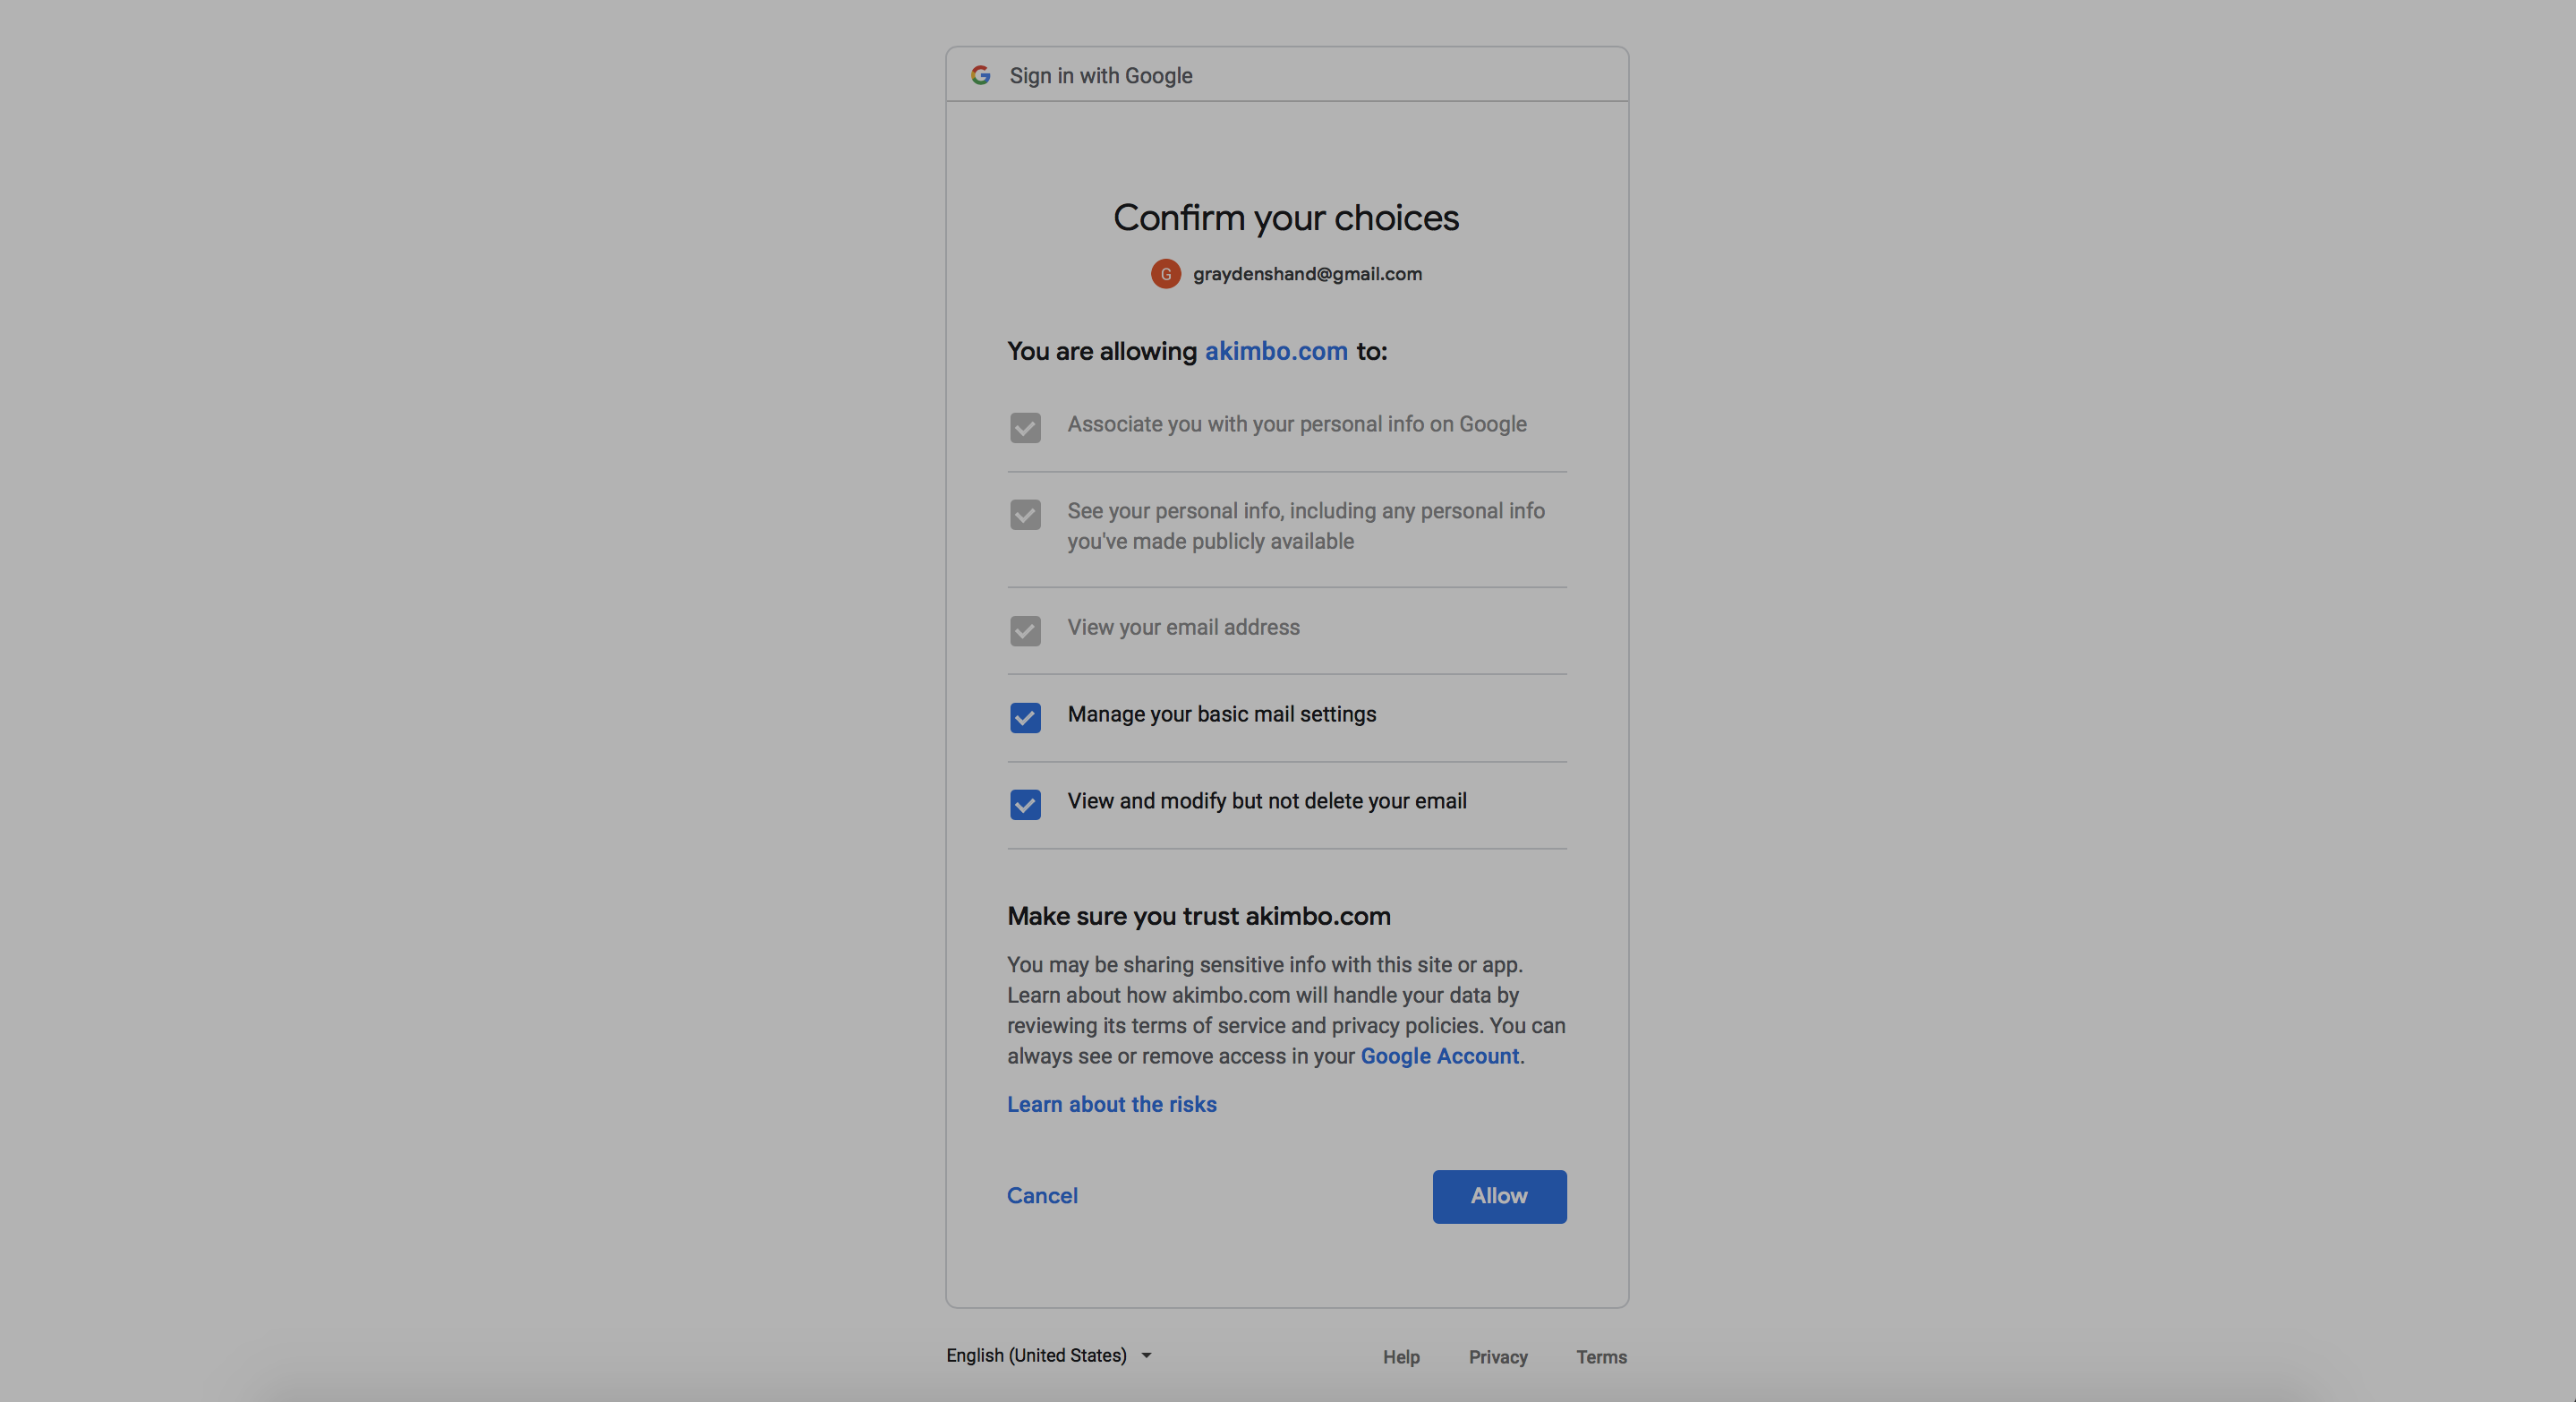 Sign in with Google
Confirm your choices
G graydenshand@gmail.com
You are allowing akimbo.com to:
Associate you with your personal info on Google
See your personal info, including any personal info
you've made publicly available
View your email address
Manage your basic mail settings
View and modify but not delete your email
Make sure you trust akimbo.com
You may be sharing sensitive info with this site or app.
Learn about how akimbo.com will handle your data by
reviewing its terms of service and privacy policies. You can
always see or remove access in your Google Account.
Learn about the risks
Cancel Allow
English (United States) Help Privacy Terms